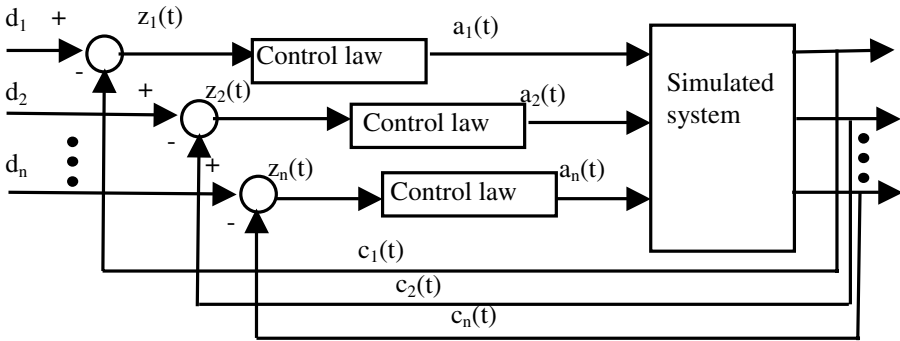 d1 + z1(t) a1(t)
- Control law
Simulated
system
d2 + z2(t) a2(t)
- Control law
dn + zn(t) an(t)
- Control law
c1(t)
c2(t)
cn(t)